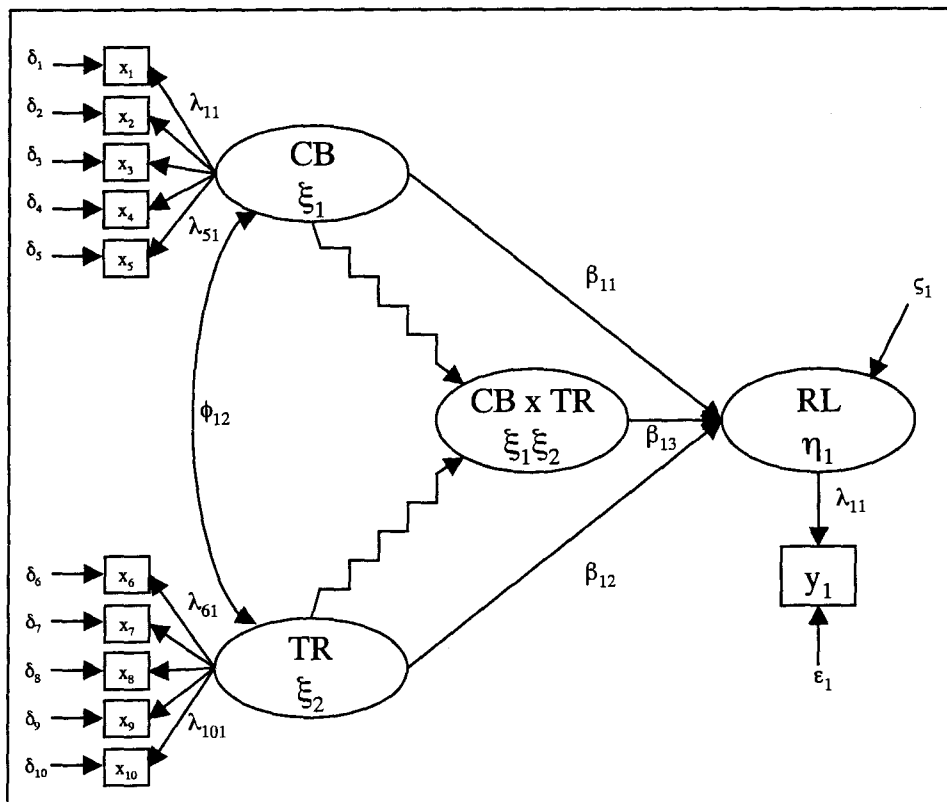 δ₁
x₁
λ₁₁
δ₂
x₂
δ₃
x₃
δ₄
x₄
λ₅₁
δ₅
x₅
CB
ξ₁
β₁₁
ς₁
ϕ₁₂
CB x TR
ξ₁ξ₂
β₁₃
RL
η₁
λ₁₁
y₁
ε₁
β₁₂
δ₆
x₆
λ₆₁
δ₇
x₇
δ₈
x₈
δ₉
x₉
λ₁₀₁
δ₁₀
x₁₀
TR
ξ₂